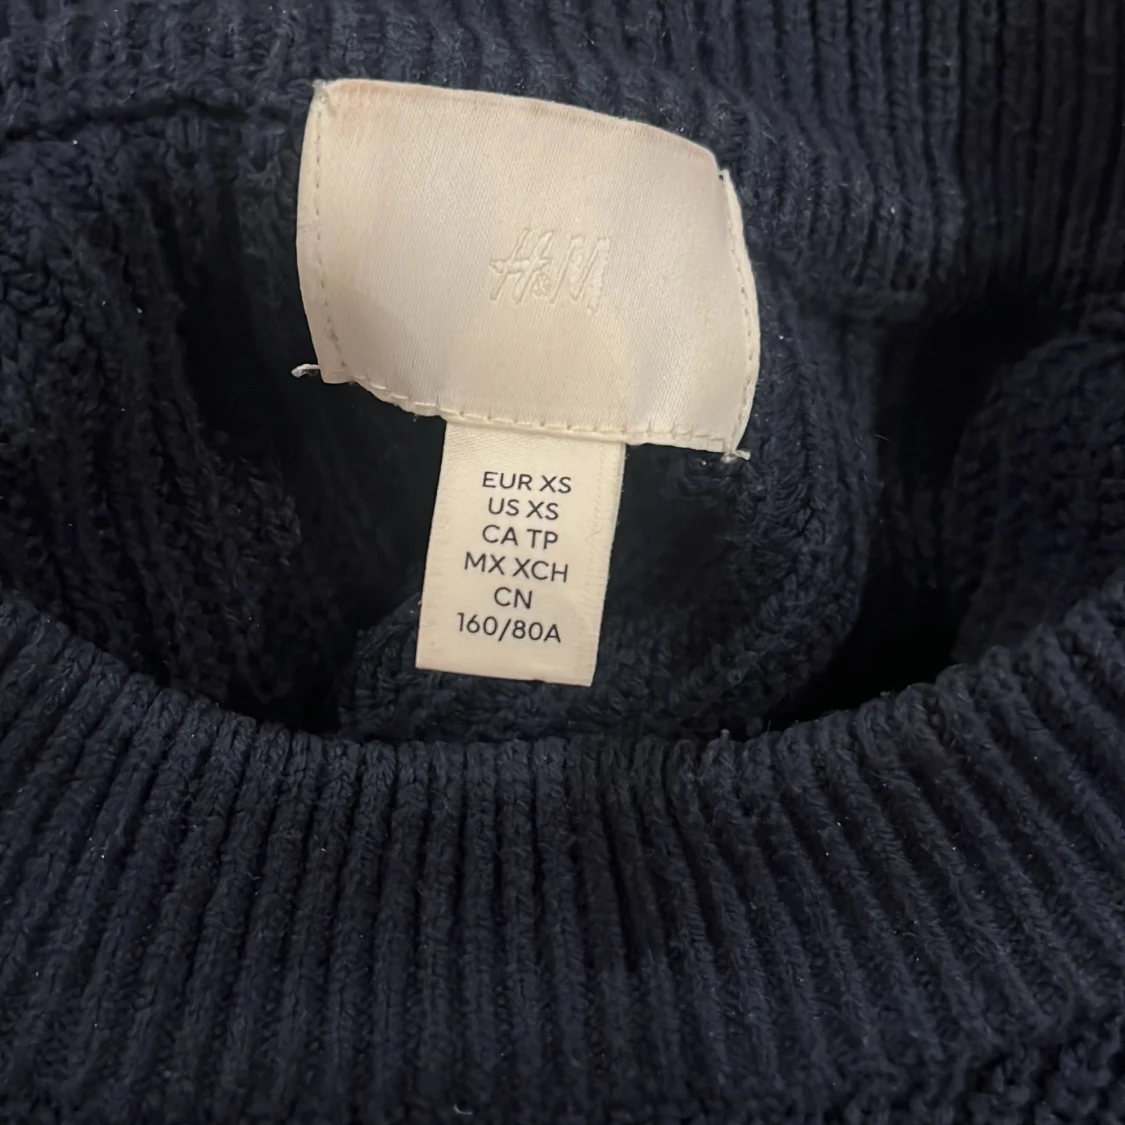 H&M
EUR XS
US XS
CA TP
MX XCH
CN
160/80A